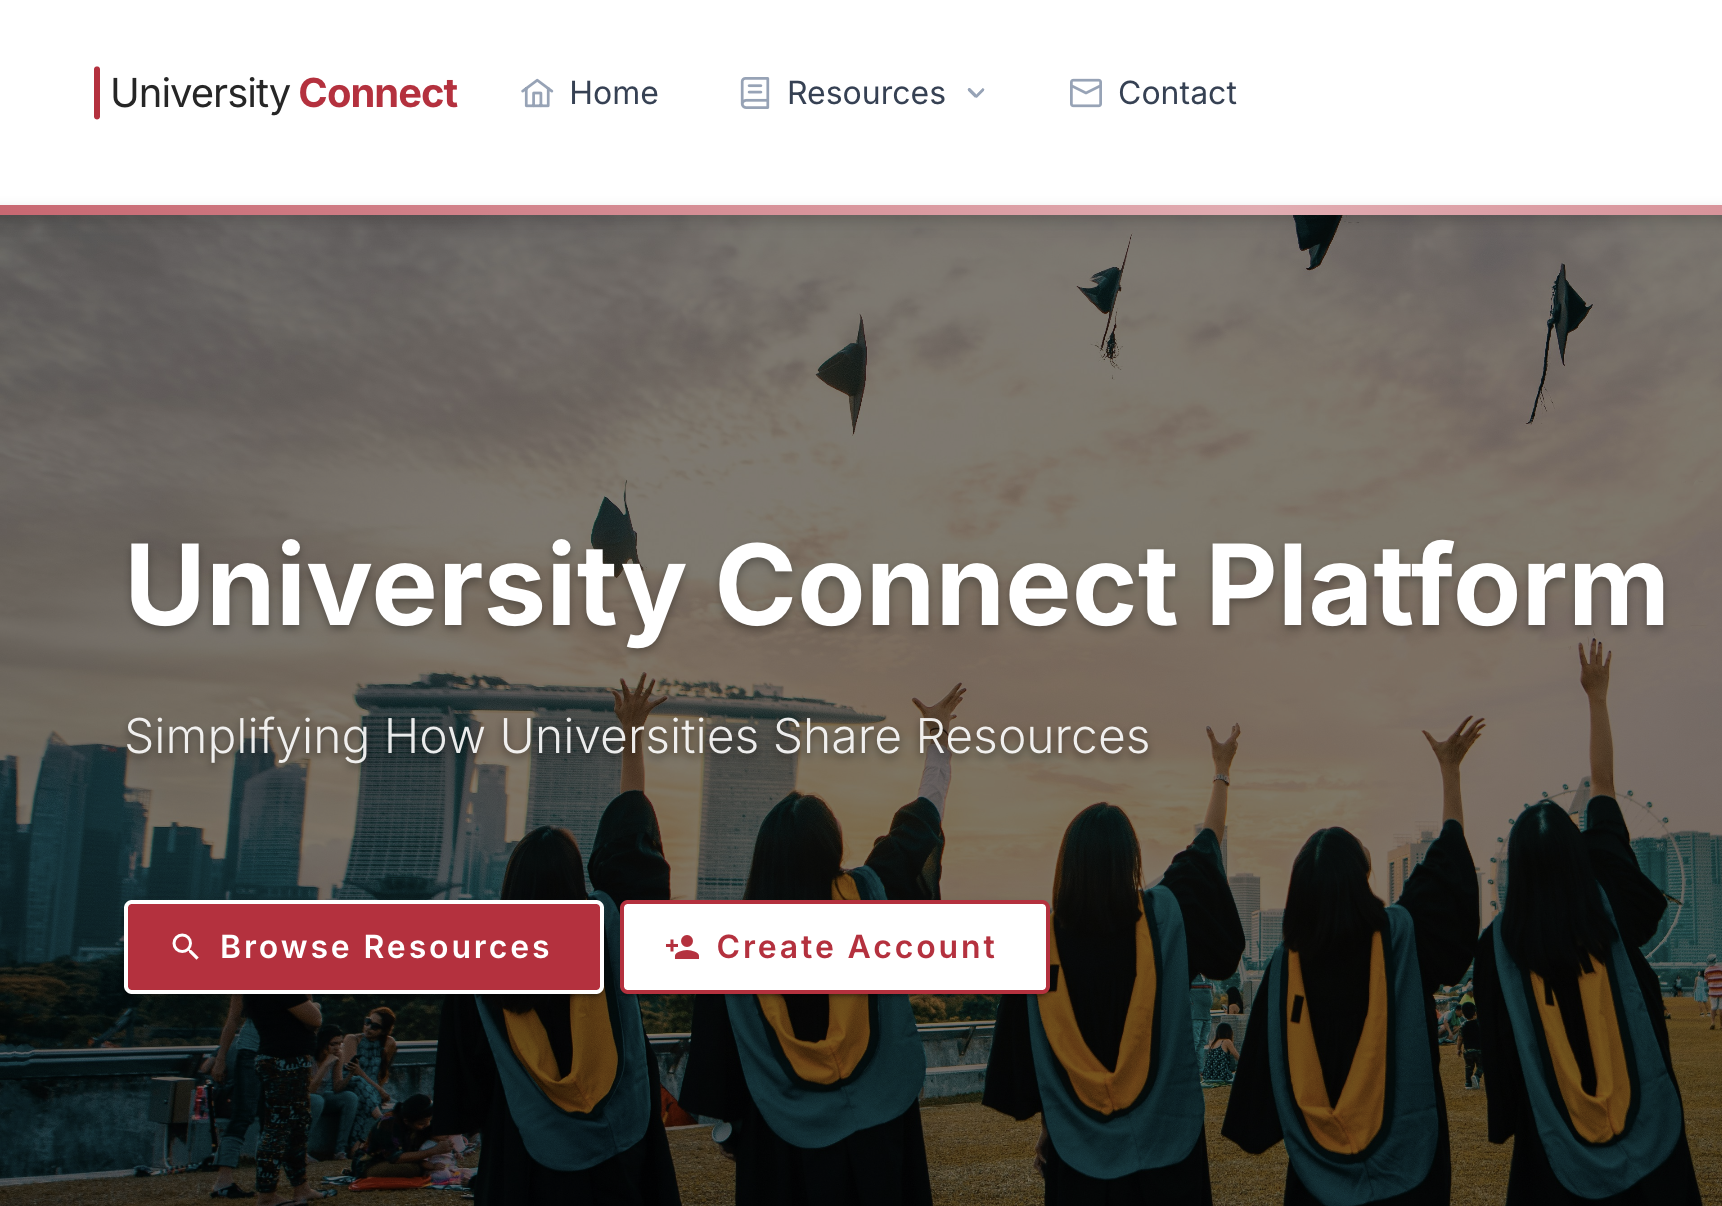 University Connect
Home
Resources
Contact
University Connect Platform
Simplifying How Universities Share Resources
Browse Resources
Create Account